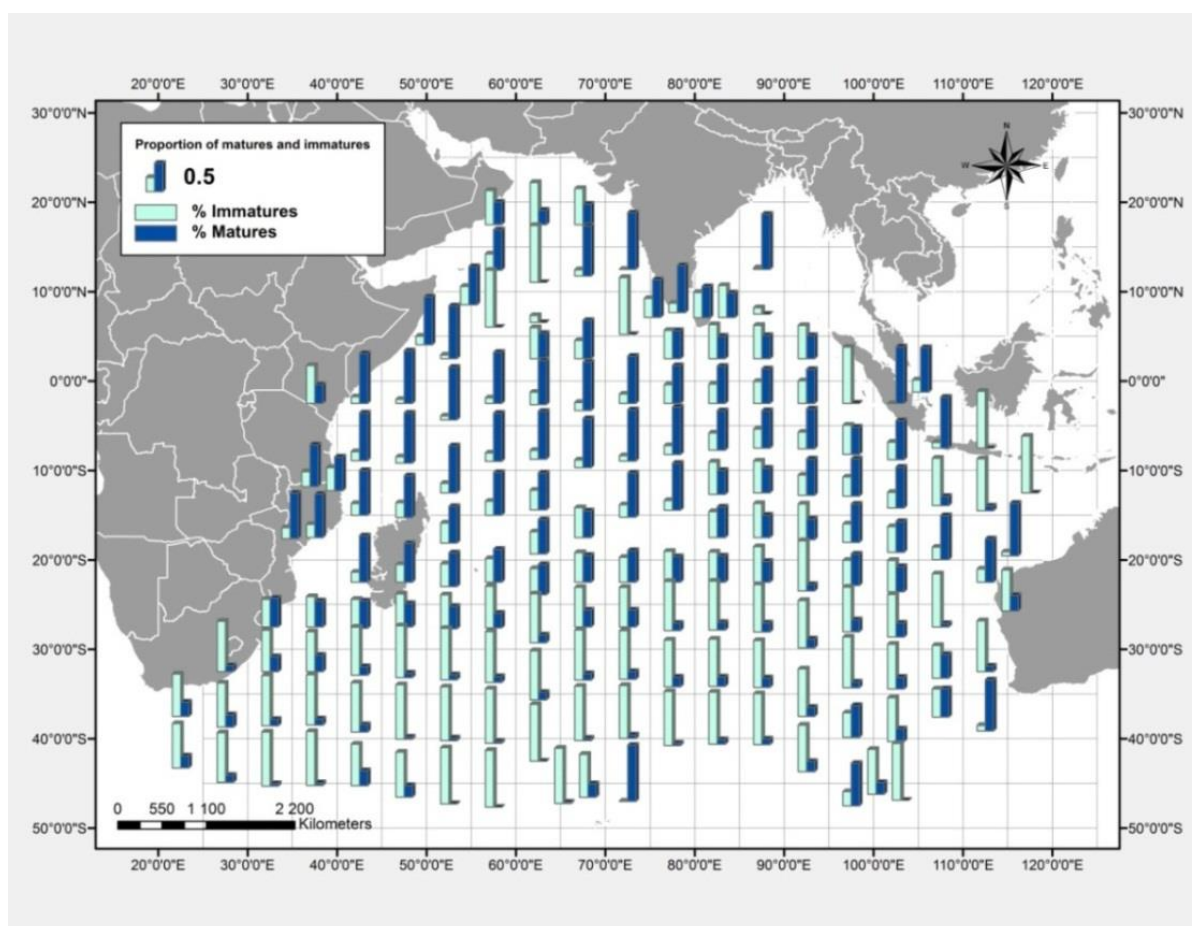 20°0'0"E 30°0'0"E 40°0'0"E 50°0'0"E 60°0'0"E 70°0'0"E 80°0'0"E 90°0'0"E 100°0'0"E 110°0'0"E 120°0'0"E
30°0'0"N 30°0'0"N
Proportion of matures and immatures
0.5
% Immatures
% Matures
N
W E
S
20°0'0"N 20°0'0"N
10°0'0"N 10°0'0"N
0°0'0" 0°0'0"
10°0'0"S 10°0'0"S
20°0'0"S 20°0'0"S
30°0'0"S 30°0'0"S
40°0'0"S 40°0'0"S
0 550 1 100 2 200
Kilometers
50°0'0"S 50°0'0"S
20°0'0"E 30°0'0"E 40°0'0"E 50°0'0"E 60°0'0"E 70°0'0"E 80°0'0"E 90°0'0"E 100°0'0"E 110°0'0"E 120°0'0"E